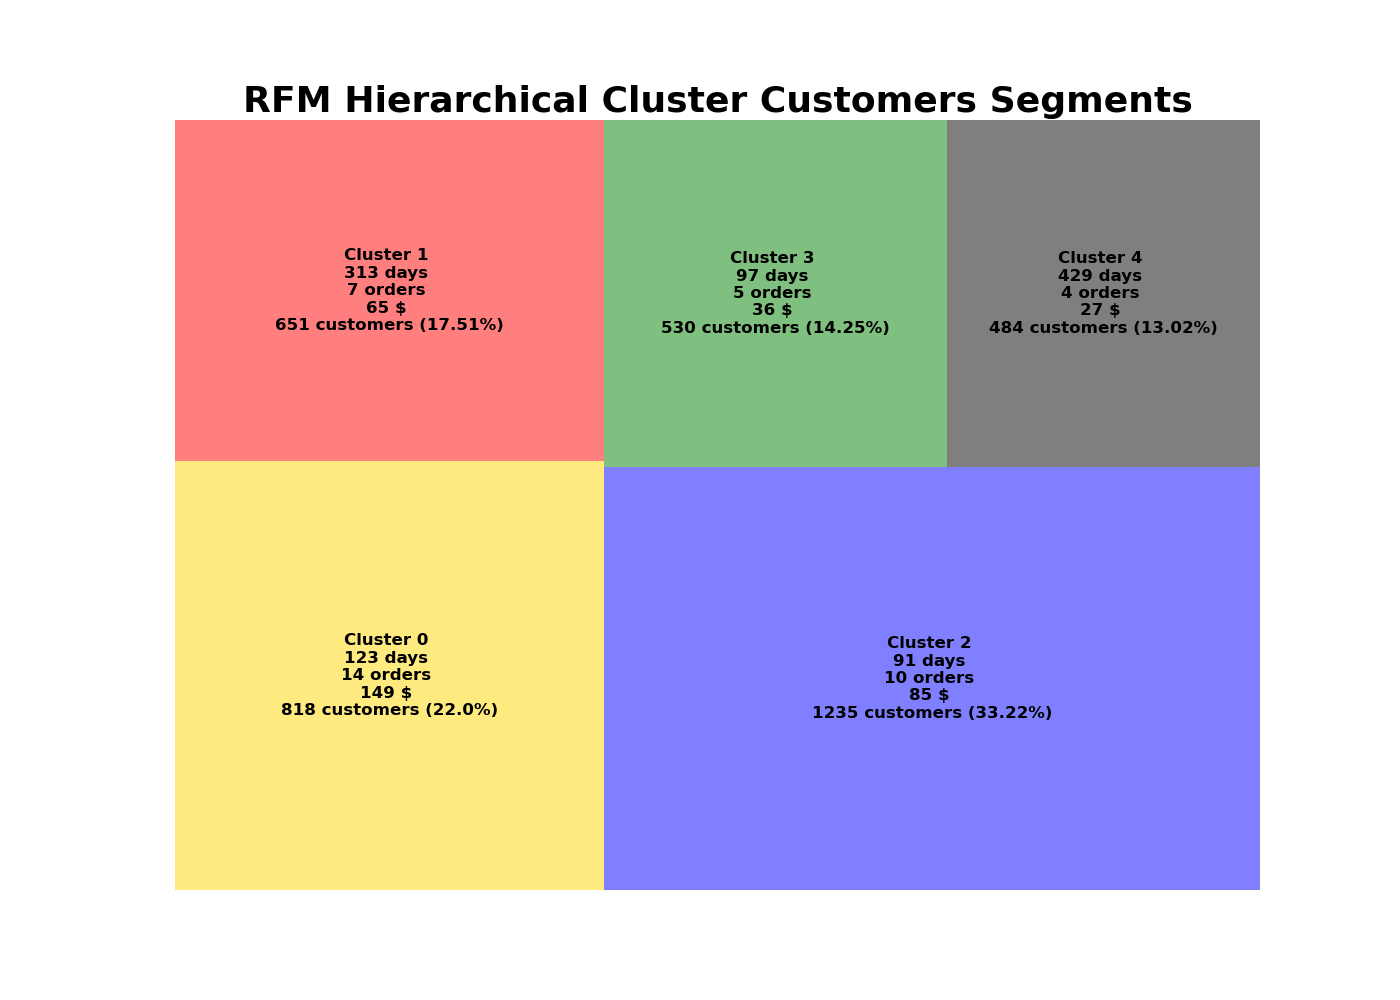 RFM Hierarchical Cluster Customers Segments
Cluster 1
313 days
7 orders
65 $
651 customers (17.51%)
Cluster 3
97 days
5 orders
36 $
530 customers (14.25%)
Cluster 4
429 days
4 orders
27 $
484 customers (13.02%)
Cluster 0
123 days
14 orders
149 $
818 customers (22.0%)
Cluster 2
91 days
10 orders
85 $
1235 customers (33.22%)